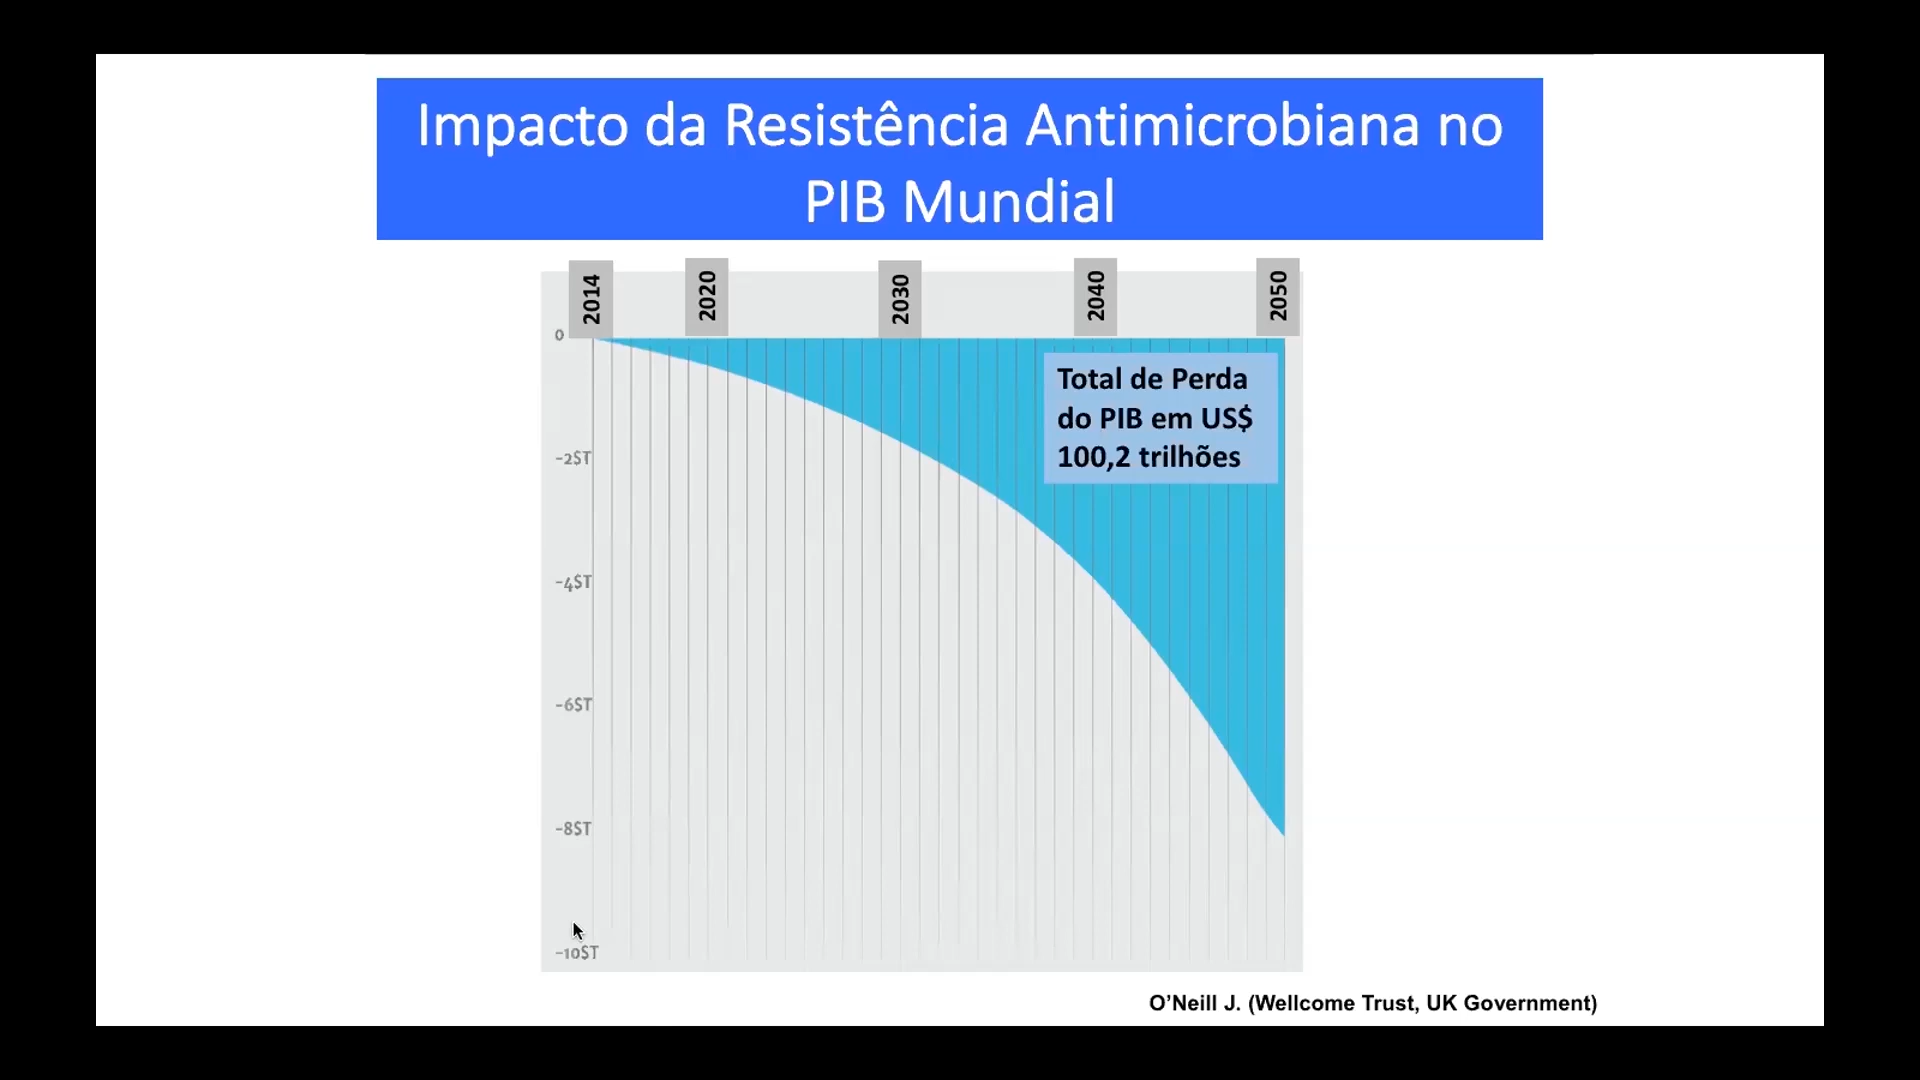 Impacto da Resistência Antimicrobiana no
PIB Mundial
2014
2020
2030
2040
2050
0
Total de Perda
do PIB em US$
100,2 trilhões
-2$T
-4$T
-6$T
-8$T
-10$T
O’Neill J. (Wellcome Trust, UK Government)